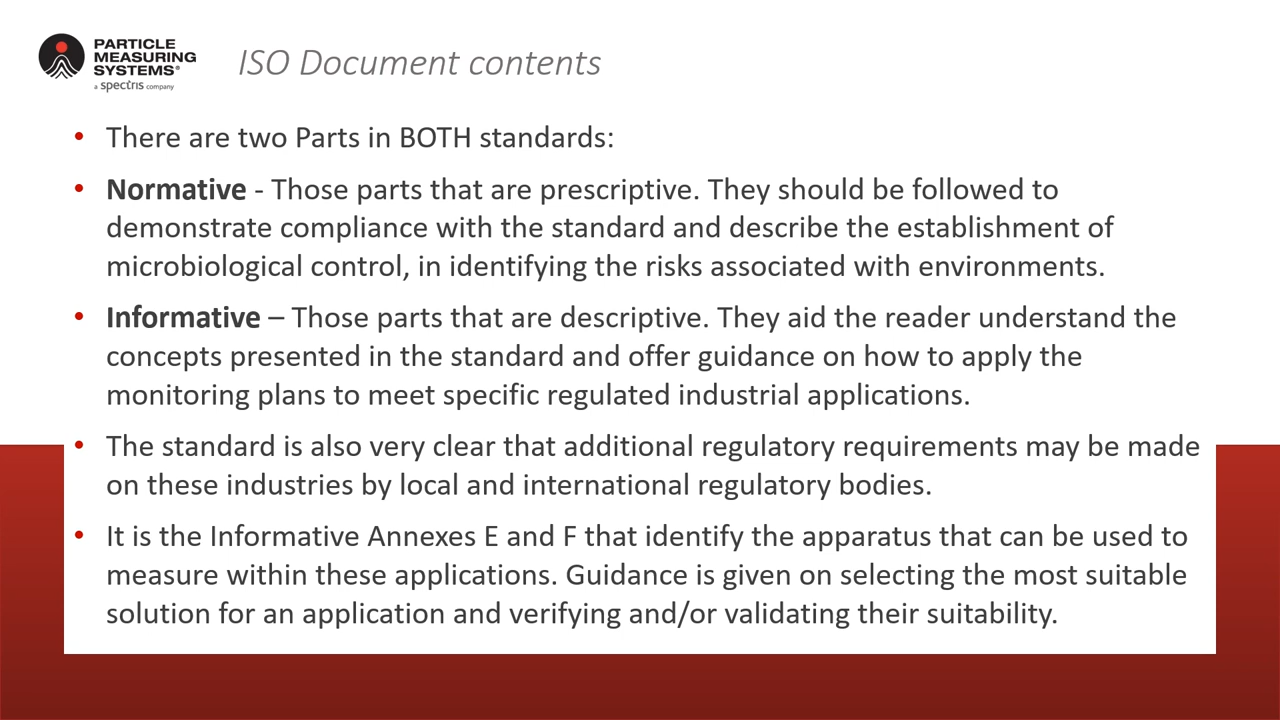 PARTICLE
MEASURING
SYSTEMS®
a spectris company
ISO Document contents
• There are two Parts in BOTH standards:
• Normative - Those parts that are prescriptive. They should be followed to
demonstrate compliance with the standard and describe the establishment of
microbiological control, in identifying the risks associated with environments.
• Informative – Those parts that are descriptive. They aid the reader understand the
concepts presented in the standard and offer guidance on how to apply the
monitoring plans to meet specific regulated industrial applications.
• The standard is also very clear that additional regulatory requirements may be made
on these industries by local and international regulatory bodies.
• It is the Informative Annexes E and F that identify the apparatus that can be used to
measure within these applications. Guidance is given on selecting the most suitable
solution for an application and verifying and/or validating their suitability.